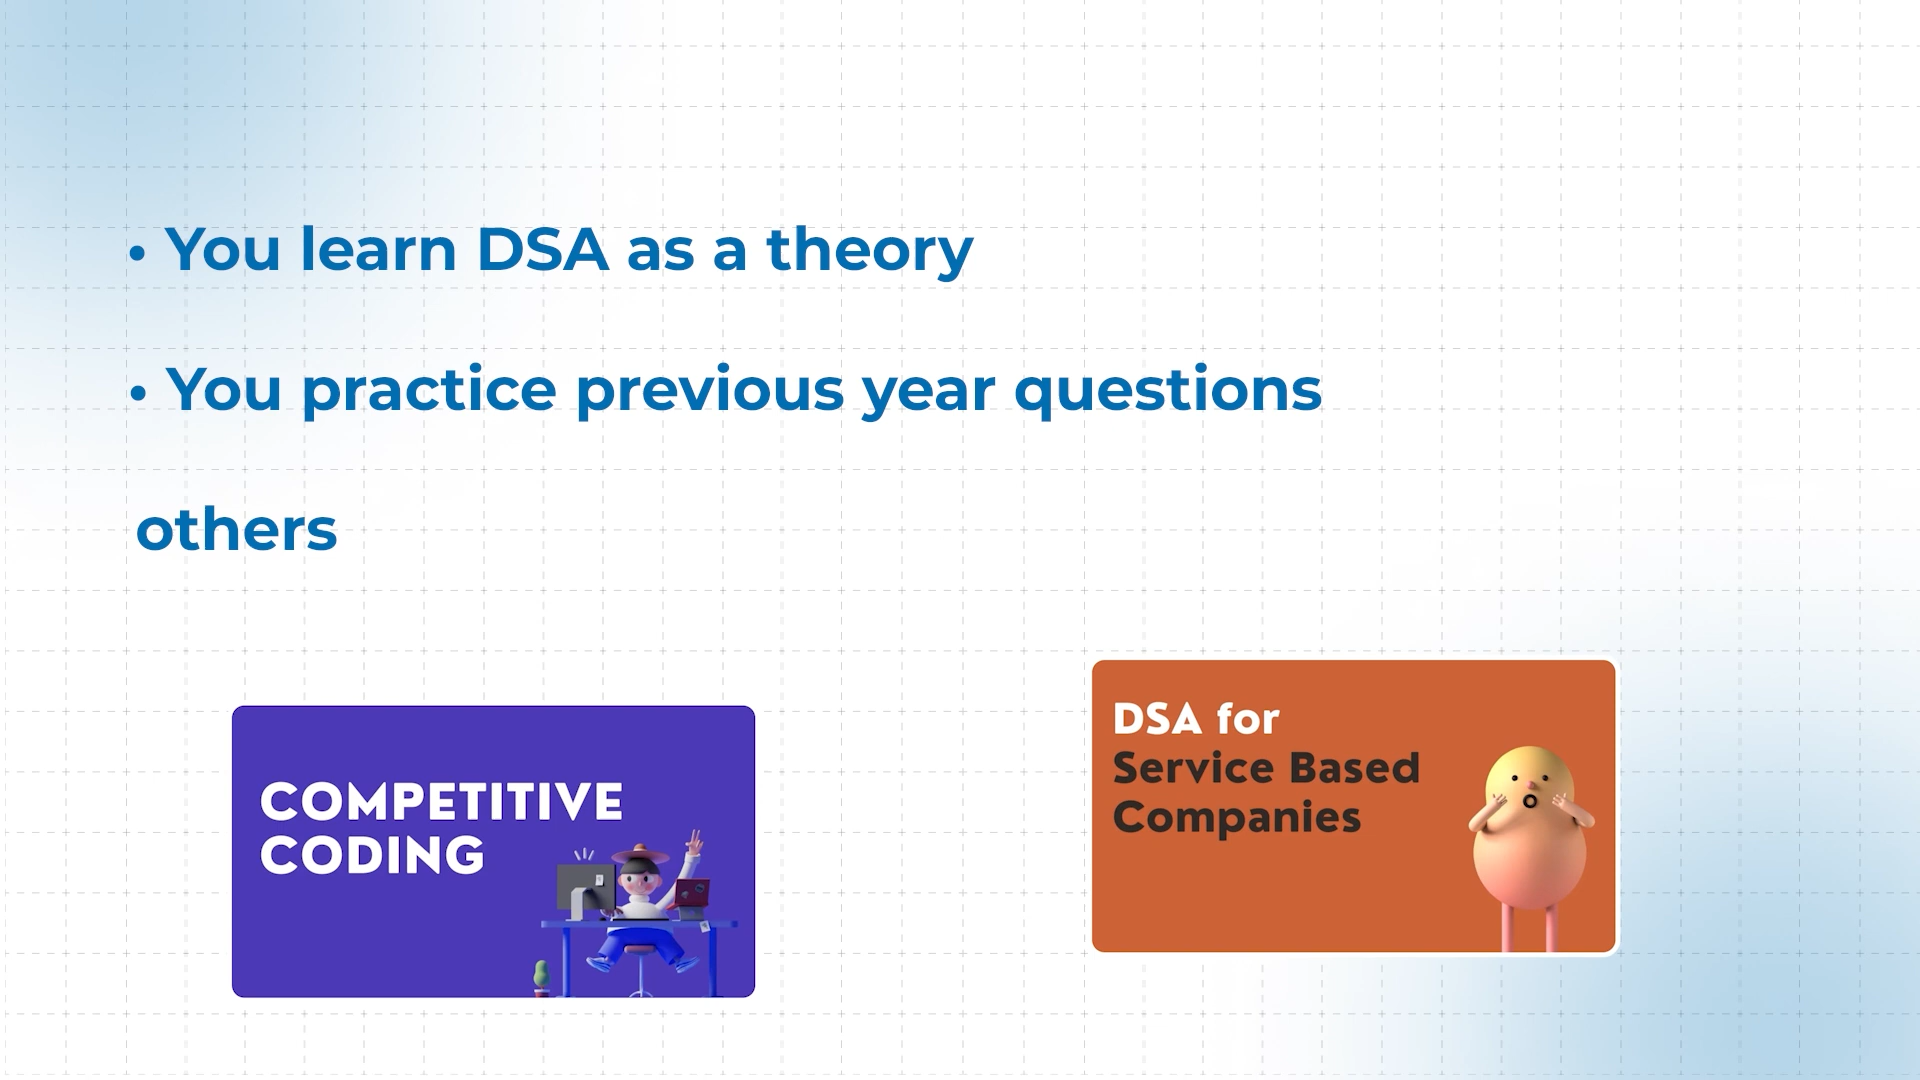 • You learn DSA as a theory
• You practice previous year questions
others
COMPETITIVE
CODING
DSA for
Service Based
Companies